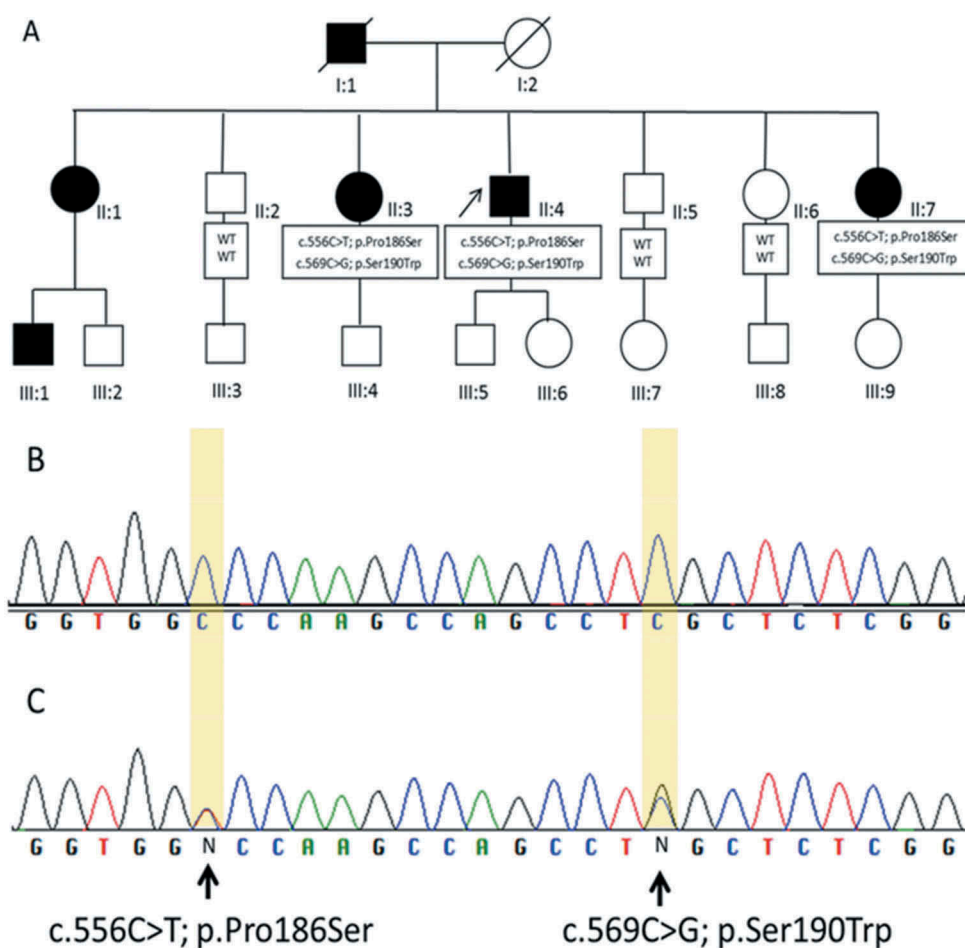 A
I:1
I:2
II:1
II:2
II:3
II:4
II:5
II:6
II:7
WT
WT
c.556C>T; p.Pro186Ser
c.569C>G; p.Ser190Trp
c.556C>T; p.Pro186Ser
c.569C>G; p.Ser190Trp
WT
WT
WT
WT
c.556C>T; p.Pro186Ser
c.569C>G; p.Ser190Trp
III:1
III:2
III:3
III:4
III:5
III:6
III:7
III:8
III:9
B
G G T G G C C C A A G C C A G C C T C G C T C T C G G
C
G G T G G N C C A A G C C A G C C T N G C T C T C G G
c.556C>T; p.Pro186Ser
c.569C>G; p.Ser190Trp